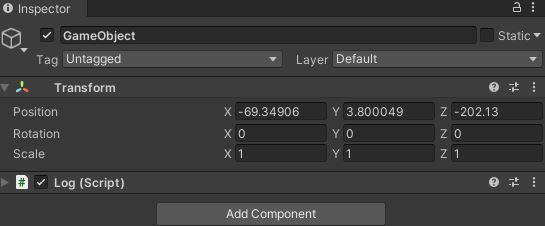 Inspector
GameObject Static
Tag Untagged Layer Default
Transform
Position X -69.34906 Y 3.800049 Z -202.13
Rotation X 0 Y 0 Z 0
Scale X 1 Y 1 Z 1
# Log (Script)
Add Component